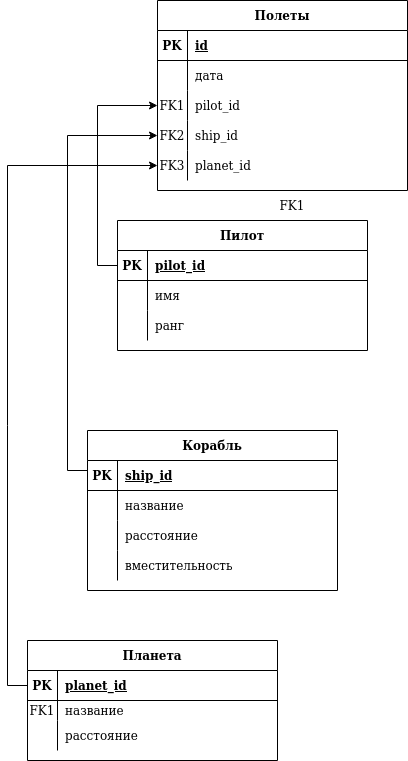 Полеты
PK id
дата
FK1 pilot_id
FK2 ship_id
FK3 planet_id
FK1
Пилот
PK pilot_id
имя
ранг
Корабль
PK ship_id
название
расстояние
вместительность
Планета
PK planet_id
FK1 название
расстояние